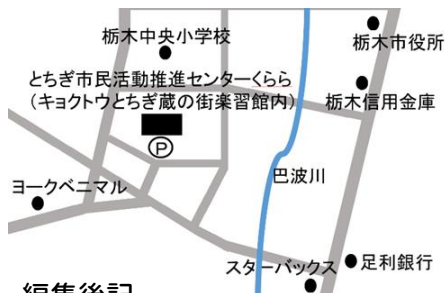 栃木中央小学校
栃木市役所
とちぎ市民活動推進センターくらら
(キョクトウとちぎ蔵の街楽習館内)
栃木信用金庫
P
ヨークベニマル
巴波川
スターバックス
足利銀行
編集後記